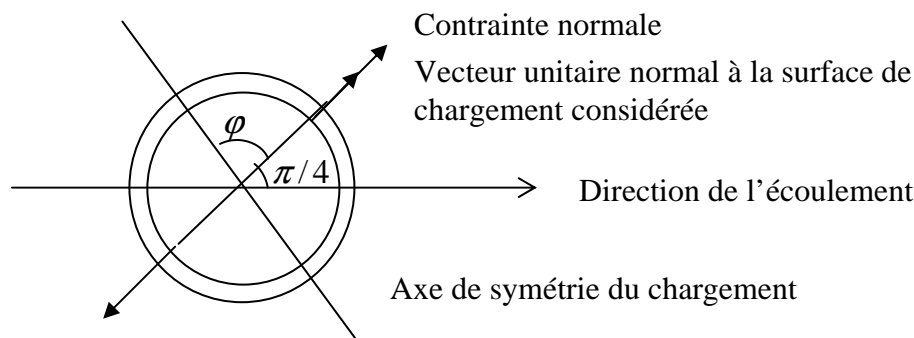 Contrainte normale
Vecteur unitaire normal à la surface de
chargement considérée
φ
π/4
Direction de l’écoulement
Axe de symétrie du chargement